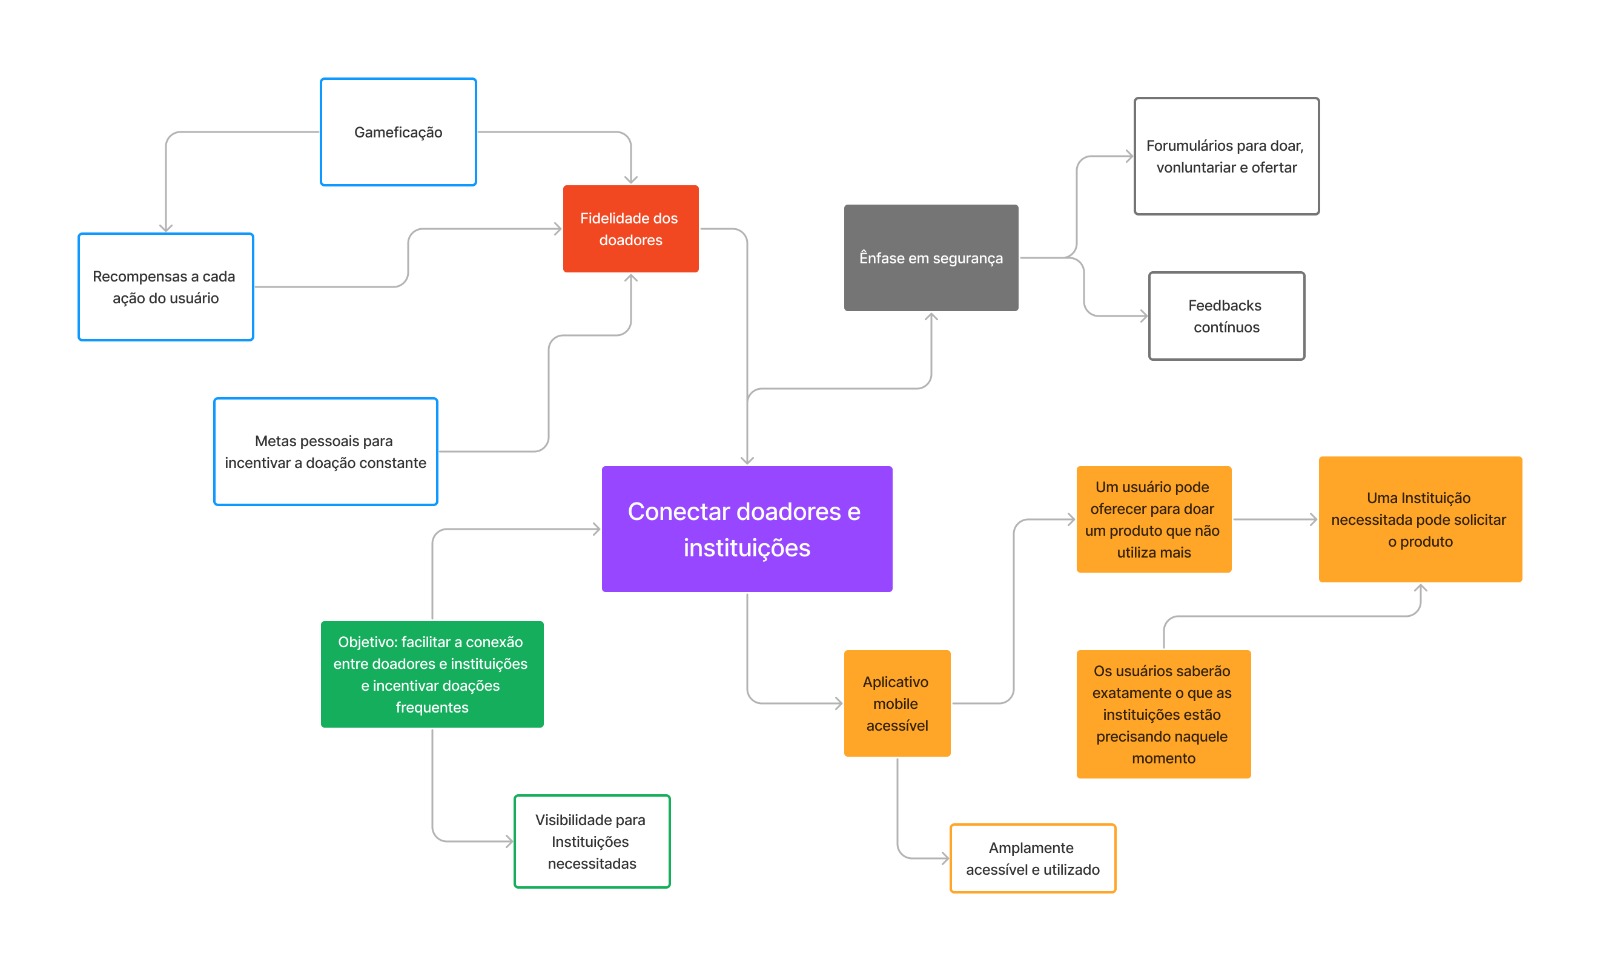 Gameficação
Forumulários para doar,
vonluntariar e ofertar
Fidelidade dos
doadores
Ênfase em segurança
Recompensas a cada
ação do usuário
Feedbacks
contínuos
Metas pessoais para
incentivar a doação constante
Conectar doadores e
instituições
Um usuário pode
oferecer para doar
um produto que não
utiliza mais
Uma Instituição
necessitada pode solicitar
o produto
Objetivo: facilitar a conexão
entre doadores e instituições
e incentivar doações
frequentes
Aplicativo
mobile
acessível
Os usuários saberão
exatamente o que as
instituições estão
precisando naquele
momento
Visibilidade para
Instituições
necessitadas
Amplamente
acessível e utilizado